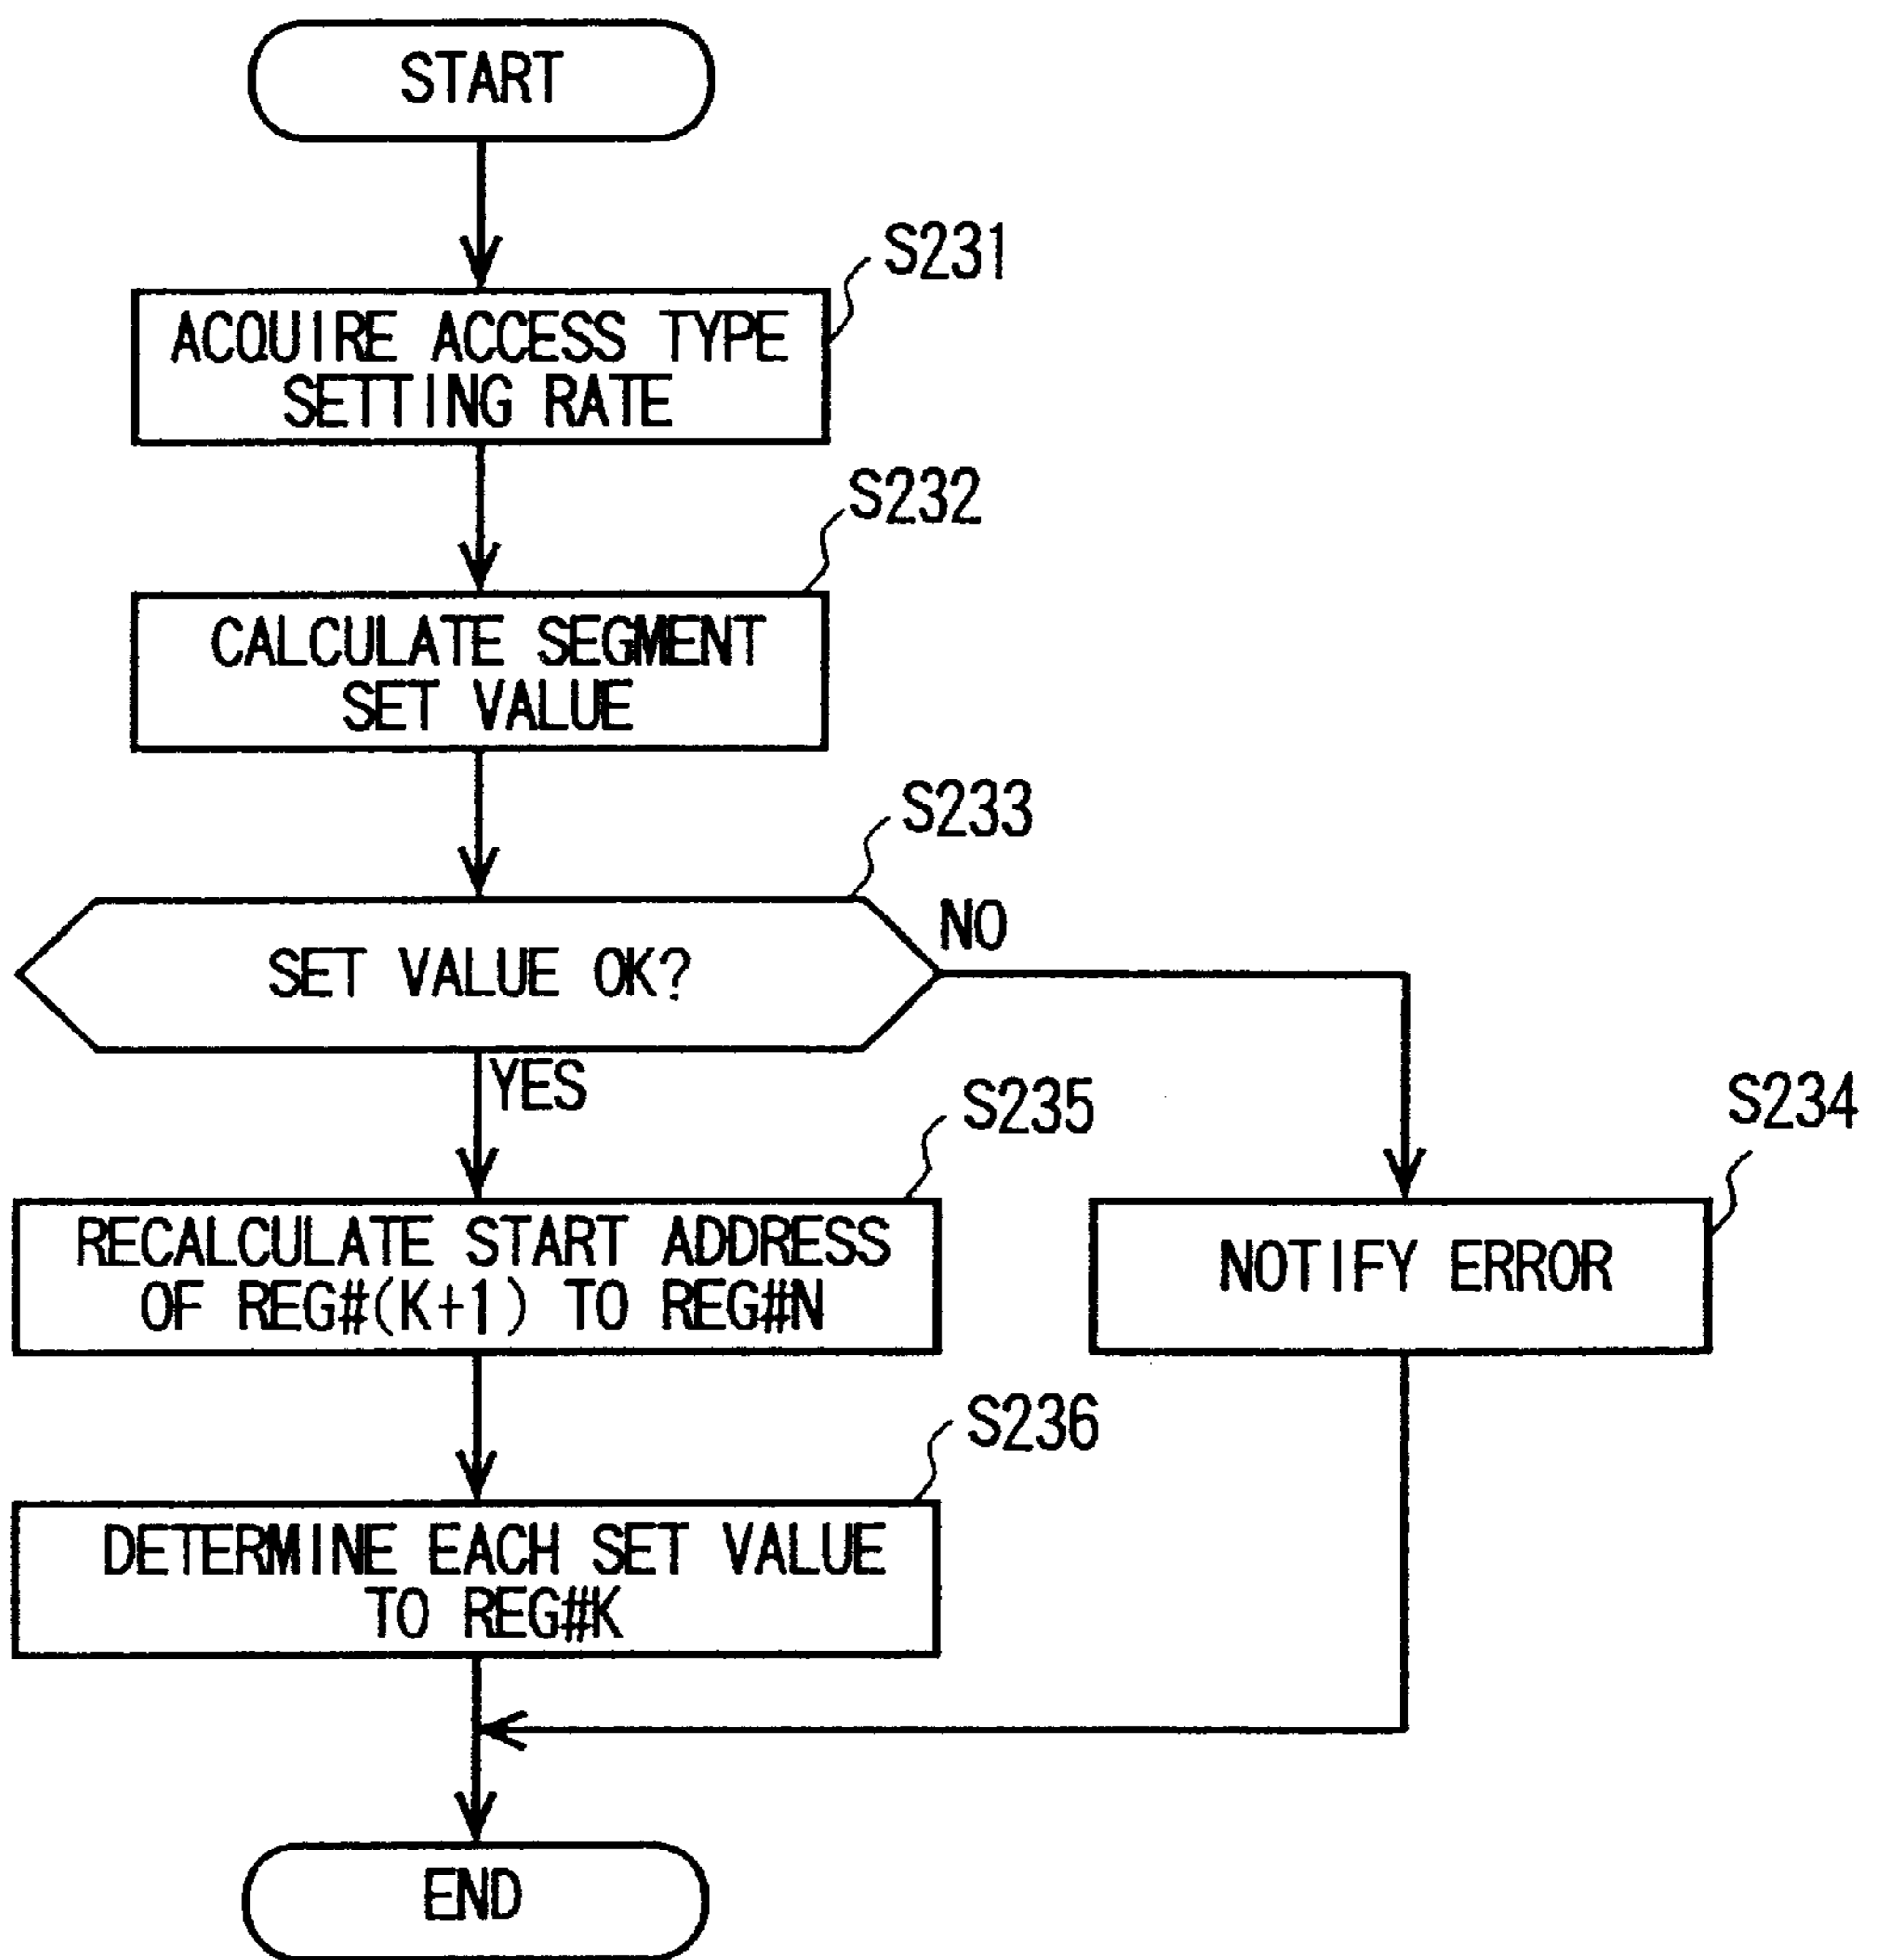 START
S231
ACQUIRE ACCESS TYPE
SETTING RATE
S232
CALCULATE SEGMENT
SET VALUE
S233
SET VALUE OK?
NO
YES
S235
RECALCULATE START ADDRESS
OF REG#(K+1) TO REG#N
S234
NOTIFY ERROR
S236
DETERMINE EACH SET VALUE
TO REG#K
END